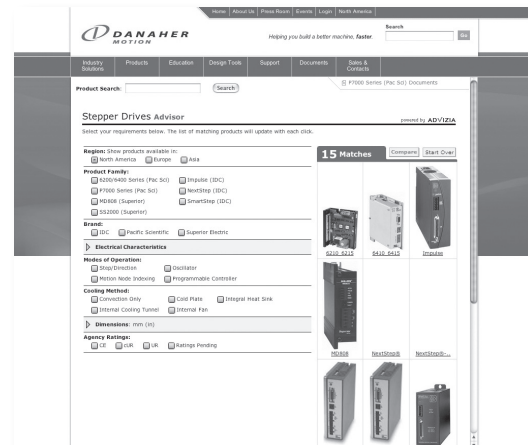 Home About Us Press Room Events Login North America
DANAHER
MOTION
Helping you build a better machine, faster.
Search
Go
Industry Solutions Products Education Design Tools Support Documents Sales & Contacts
Product Search: Search
P7000 Series (Pac Sci) Documents
Stepper Drives Advisor
powered by ADVIZIA
Select your requirements below. The list of matching products will update with each click.
Region: Show products available in:
North America Europe Asia
Product Family:
6200/6400 Series (Pac Sci) Impulse (IDC)
P7000 Series (Pac Sci) NextStep (IDC)
MD808 (Superior) SmartStep (IDC)
SS2000 (Superior)
Brand:
IDC Pacific Scientific Superior Electric
Electrical Characteristics
Modes of Operation:
Step/Direction Oscillator
Motion Node Indexing Programmable Controller
Cooling Method:
Convection Only Cold Plate Integral Heat Sink
Internal Cooling Tunnel Internal Fan
Dimensions: mm (in)
Agency Ratings:
CE cUR UR Ratings Pending
15 Matches Compare Start Over
6210 6215 6410 6415 Impulse
MD808 NextStep® NextStep®-...